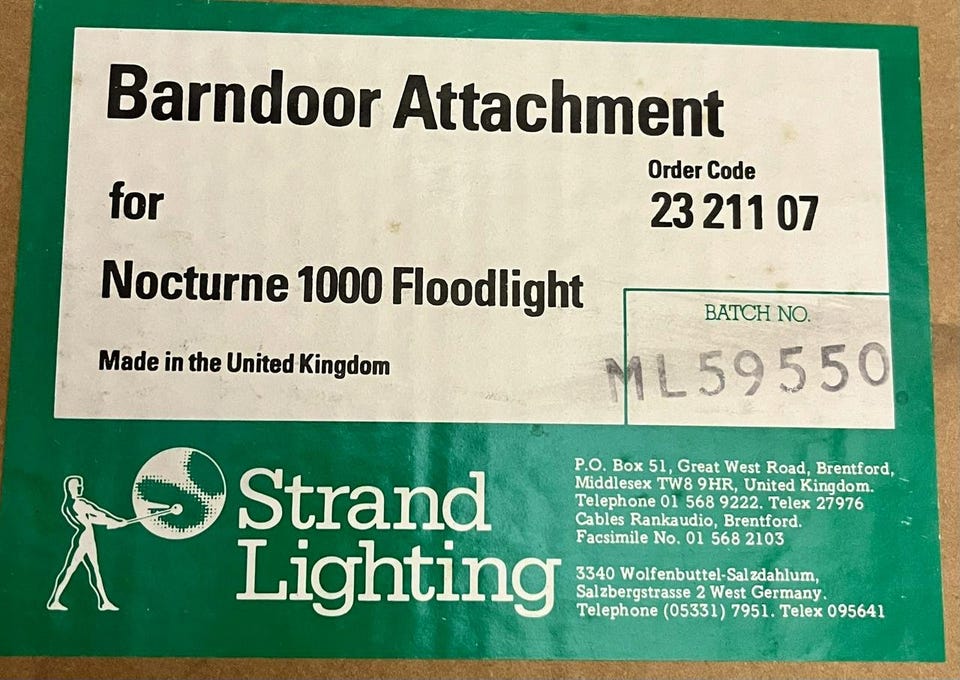 Barndoor Attachment
Order Code
for
23 211 07
Nocturne 1000 Floodlight
BATCH NO.
Made in the United Kingdom
ML59550
Strand
Lighting
P.O. Box 51, Great West Road, Brentford,
Middlesex TW8 9HR, United Kingdom.
Telephone 01 568 9222. Telex 27976
Cables Rankaudio, Brentford.
Facsimile No. 01 568 2103
3340 Wolfenbuttel-Salzdahlum,
Salzbergstrasse 2 West Germany.
Telephone (05331) 7951. Telex 095641